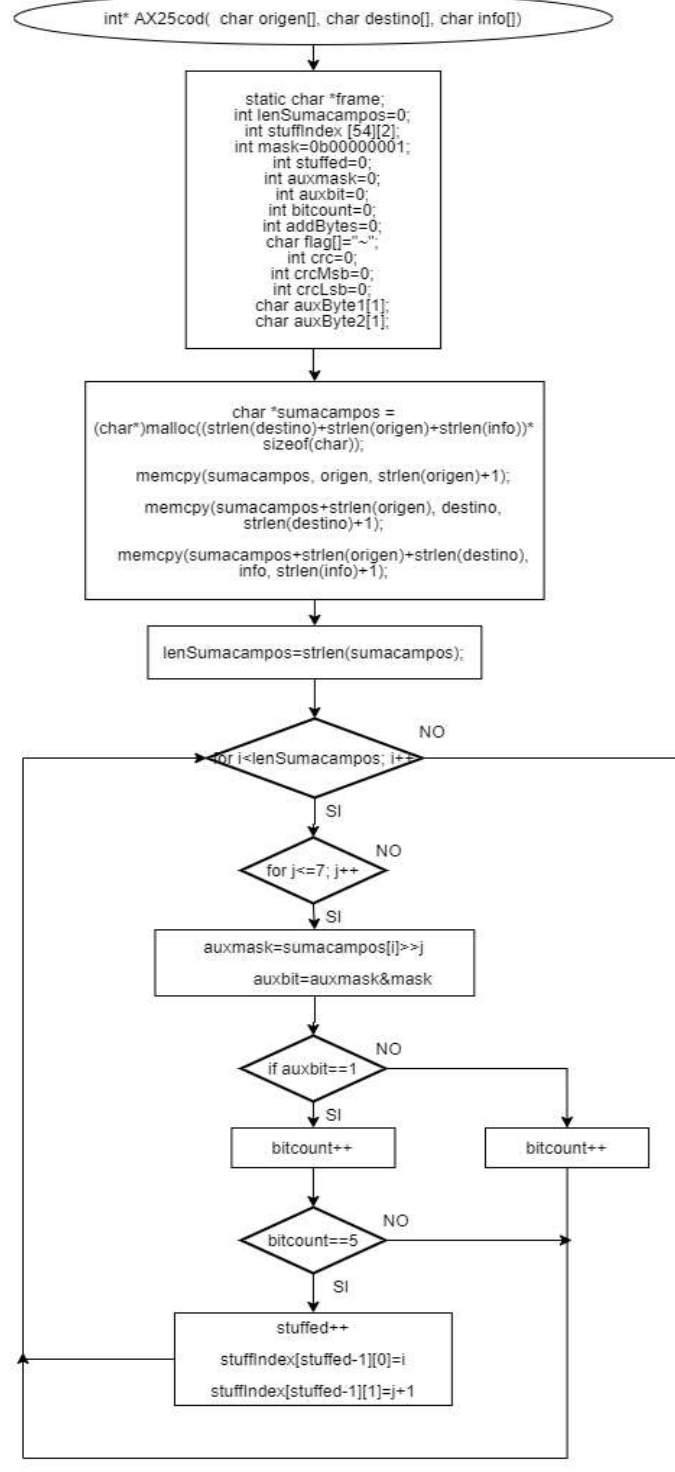 int* AX25cod( char origen[], char destino[], char info[])
static char *frame;
int lenSumacampos=0;
int stuffIndex [54][2];
int mask=0b00000001;
int stuffed=0;
int auxmask=0;
int auxbit=0;
int bitcount=0;
int addBytes=0;
char flag[]="~";
int crc=0;
int crcMsb=0;
int crcLsb=0;
char auxByte1[1];
char auxByte2[1];
char *sumacampos =
(char*)malloc((strlen(destino)+strlen(origen)+strlen(info))*
sizeof(char));
memcpy(sumacampos, origen, strlen(origen)+1);
memcpy(sumacampos+strlen(origen), destino,
strlen(destino)+1);
memcpy(sumacampos+strlen(origen)+strlen(destino),
info, strlen(info)+1);
lenSumacampos=strlen(sumacampos);
NO
for i<lenSumacampos; i++
SI
NO
for j<=7; j++
SI
auxmask=sumacampos[i]>>j
auxbit=auxmask&mask
NO
if auxbit==1
SI
bitcount++
bitcount++
NO
bitcount==5
SI
stuffed++
stuffIndex[stuffed-1][0]=i
stuffIndex[stuffed-1][1]=j+1